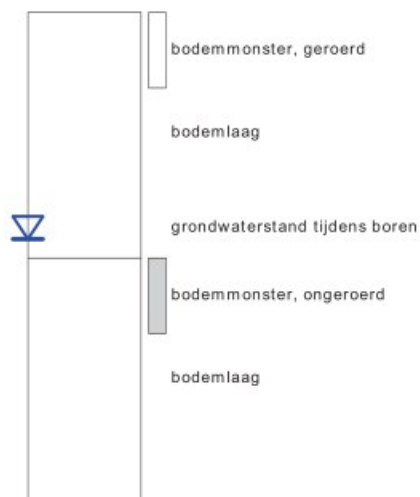 bodemmonster, geroerd
bodemlaag
grondwaterstand tijdens boren
bodemmonster, ongeroerd
bodemlaag